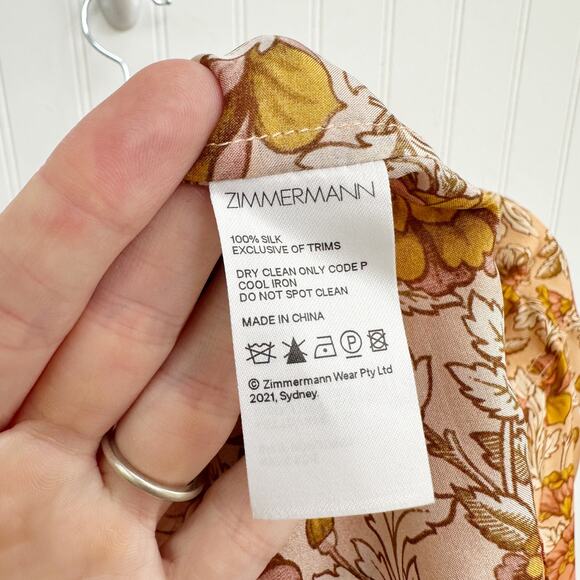 ZIMMERMANN
100% SILK
EXCLUSIVE OF TRIMS
DRY CLEAN ONLY CODE P
COOL IRON
DO NOT SPOT CLEAN
MADE IN CHINA
© Zimmermann Wear Pty Ltd
2021, Sydney